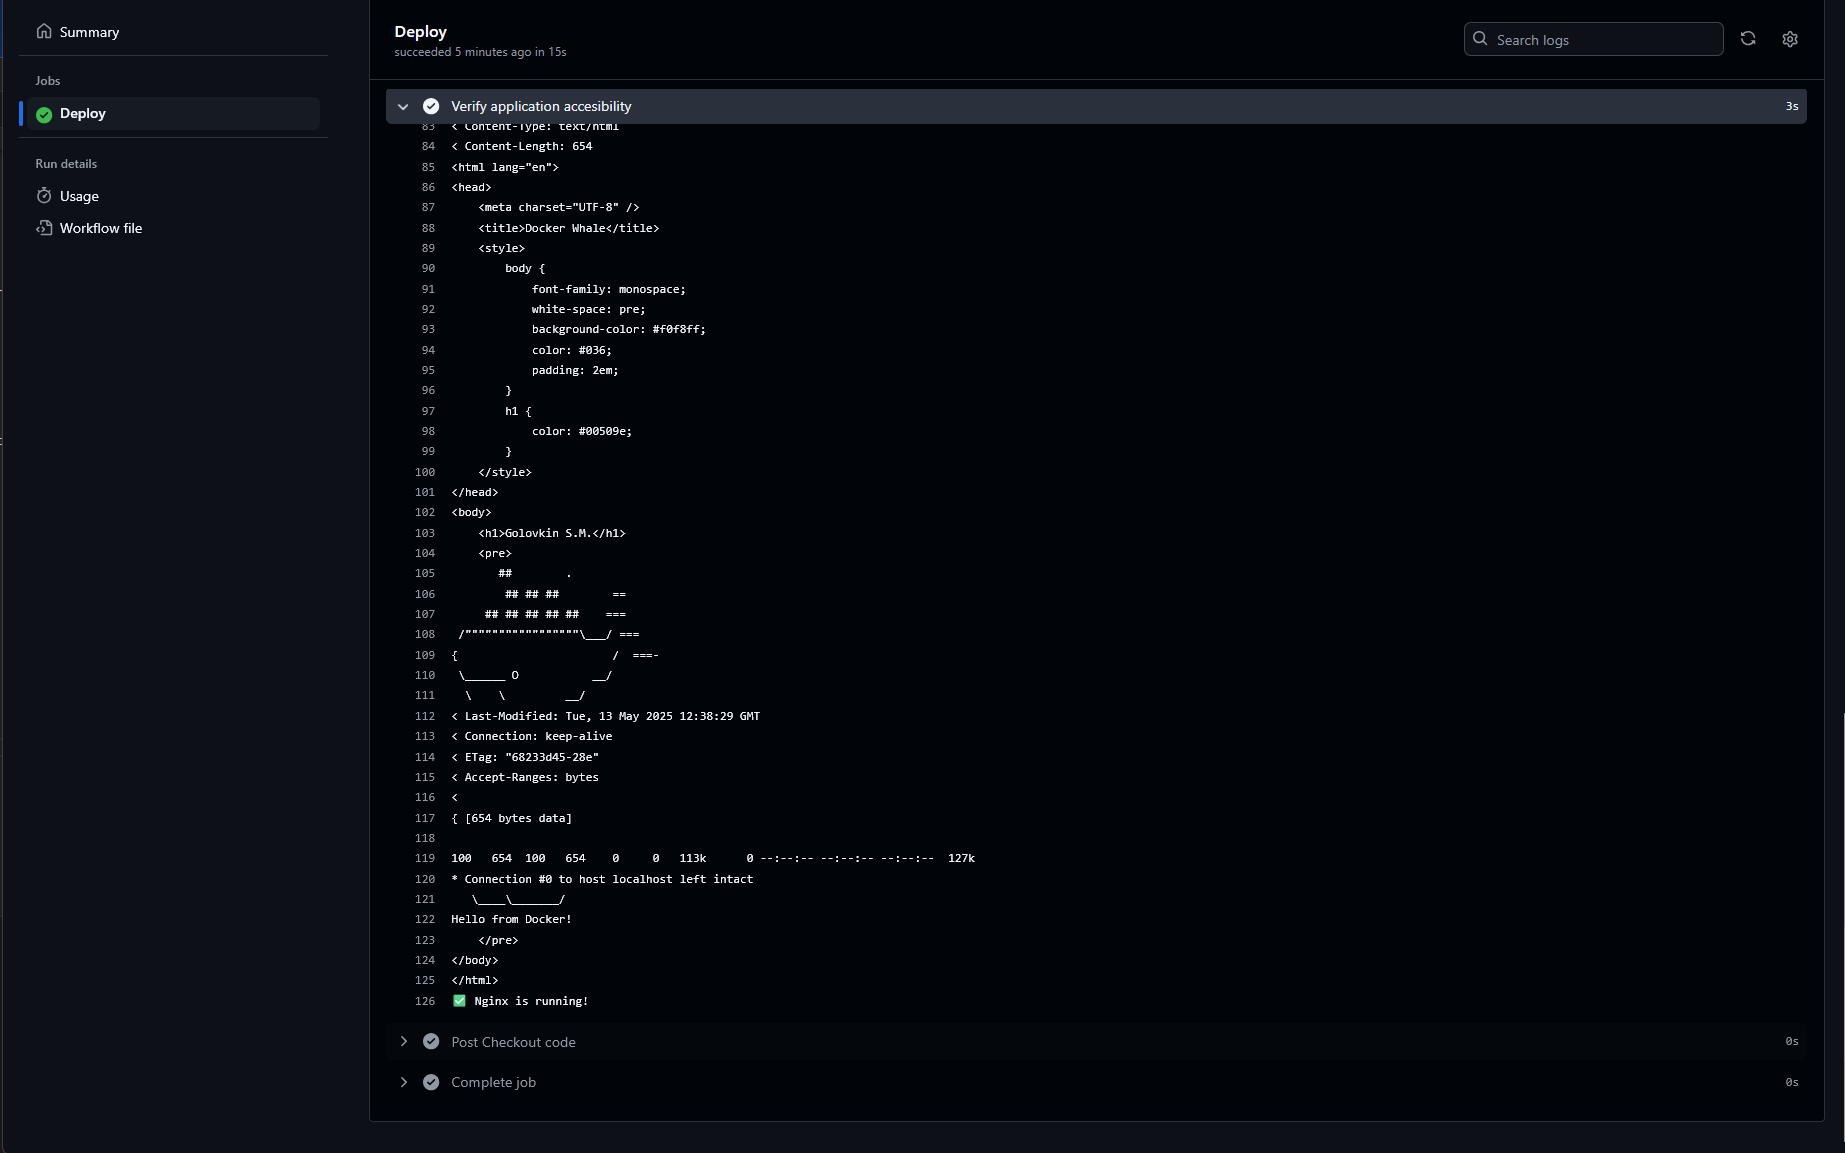 Summary
Jobs
Deploy
Run details
Usage
Workflow file
Deploy
succeeded 5 minutes ago in 15s
Search logs
Verify application accesibility 3s
83 < Content-Type: text/html
84 < Content-Length: 654
85 <html lang="en">
86 <head>
87     <meta charset="UTF-8" />
88     <title>Docker Whale</title>
89     <style>
90         body {
91             font-family: monospace;
92             white-space: pre;
93             background-color: #f0f8ff;
94             color: #036;
95             padding: 2em;
96         }
97         h1 {
98             color: #00509e;
99         }
100     </style>
101 </head>
102 <body>
103     <h1>Golovkin S.M.</h1>
104     <pre>
105        ##        .
106         ## ## ##        ==
107      ## ## ## ## ##    ===
108  /"""""""""""""""""\___/ ===
109 {                       /  ===-
110  \______ O           __/
111   \    \         __/
112 < Last-Modified: Tue, 13 May 2025 12:38:29 GMT
113 < Connection: keep-alive
114 < ETag: "68233d45-28e"
115 < Accept-Ranges: bytes
116 <
117 { [654 bytes data]
118
119 100   654  100   654    0     0   113k      0 --:--:-- --:--:-- --:--:--  127k
120 * Connection #0 to host localhost left intact
121    \____\_______/
122 Hello from Docker!
123     </pre>
124 </body>
125 </html>
126 ✅ Nginx is running!
Post Checkout code 0s
Complete job 0s